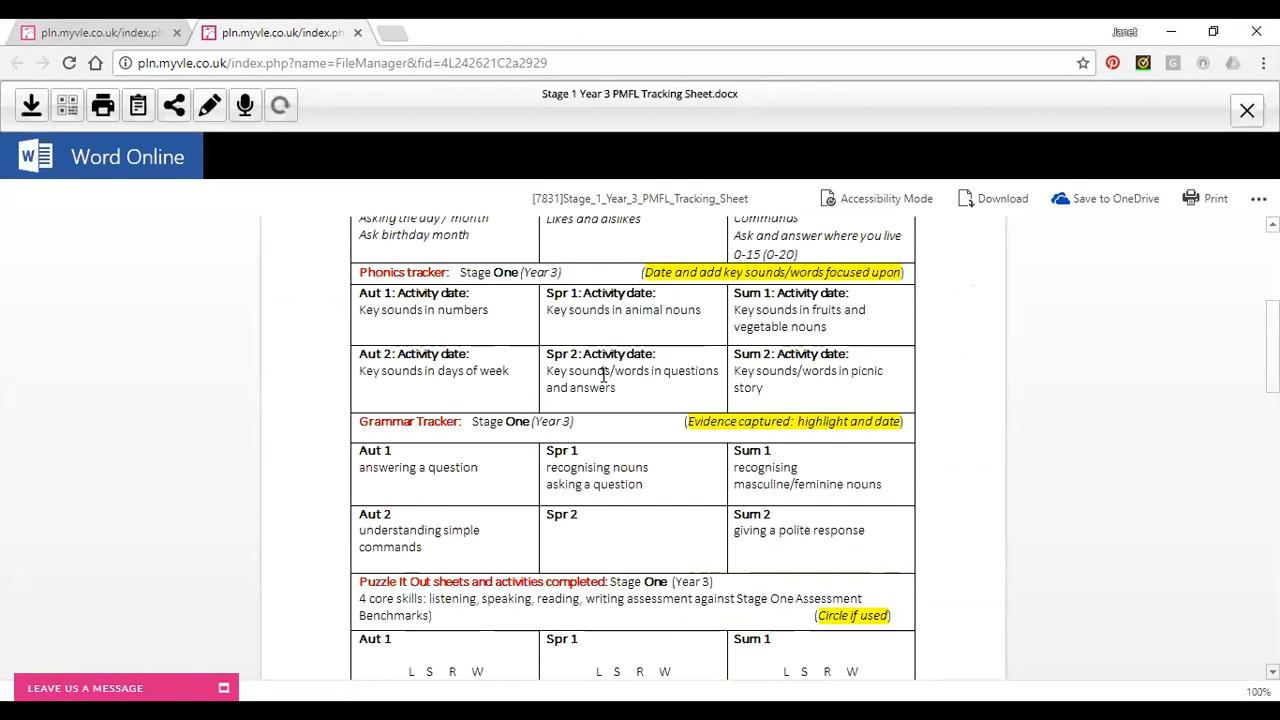 pln.myvle.co.uk/index.ph
pln.myvle.co.uk/index.ph
Janet
pln.myvle.co.uk/index.php?name=FileManager&fid=4L242621C2a2929
Stage 1 Year 3 PMFL Tracking Sheet.docx
Word Online
[7831]Stage_1_Year_3_PMFL_Tracking_Sheet
Accessibility Mode
Download
Save to OneDrive
Print
Asking the day / month
Ask birthday month
Likes and dislikes
Commands
Ask and answer where you live
0-15 (0-20)
Phonics tracker: Stage One (Year 3) (Date and add key sounds/words focused upon)
Aut 1: Activity date:
Key sounds in numbers
Spr 1: Activity date:
Key sounds in animal nouns
Sum 1: Activity date:
Key sounds in fruits and
vegetable nouns
Aut 2: Activity date:
Key sounds in days of week
Spr 2: Activity date:
Key sounds/words in questions
and answers
Sum 2: Activity date:
Key sounds/words in picnic
story
Grammar Tracker: Stage One (Year 3) (Evidence captured: highlight and date)
Aut 1
answering a question
Spr 1
recognising nouns
asking a question
Sum 1
recognising
masculine/feminine nouns
Aut 2
understanding simple
commands
Spr 2
Sum 2
giving a polite response
Puzzle It Out sheets and activities completed: Stage One (Year 3)
4 core skills: listening, speaking, reading, writing assessment against Stage One Assessment
Benchmarks) (Circle if used)
Aut 1
L S R W
Spr 1
L S R W
Sum 1
L S R W
LEAVE US A MESSAGE
100%